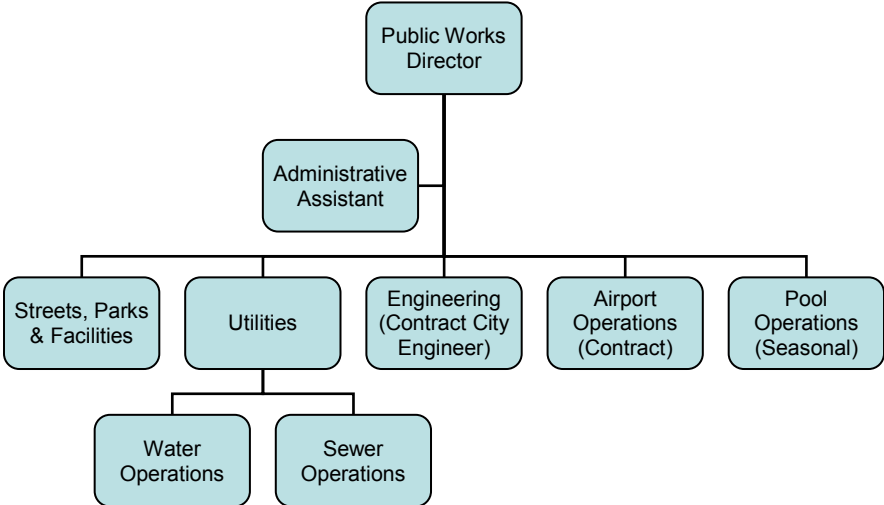 Public Works
Director
Administrative
Assistant
Streets, Parks
& Facilities
Utilities
Engineering
(Contract City
Engineer)
Airport
Operations
(Contract)
Pool
Operations
(Seasonal)
Water
Operations
Sewer
Operations